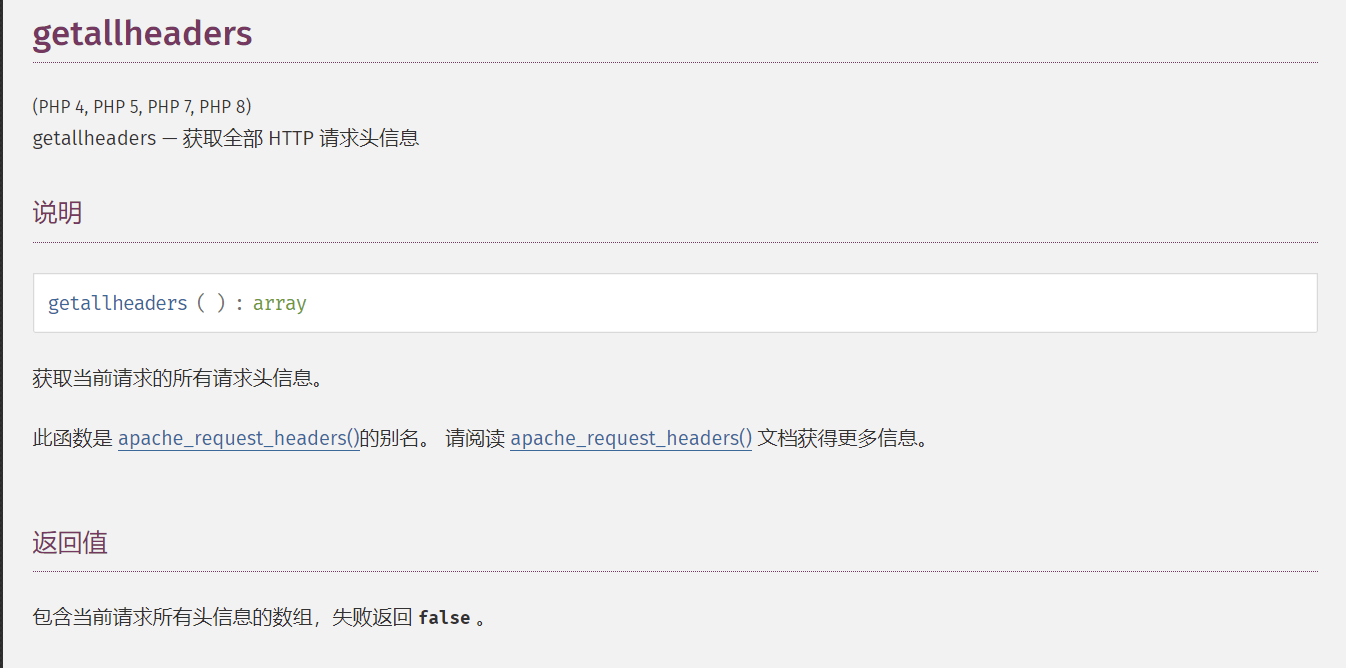 getallheaders
(PHP 4, PHP 5, PHP 7, PHP 8)
getallheaders — 获取全部 HTTP 请求头信息
说明
getallheaders ( ) : array
获取当前请求的所有请求头信息。
此函数是 apache_request_headers()的别名。 请阅读 apache_request_headers() 文档获得更多信息。
返回值
包含当前请求所有头信息的数组，失败返回 false 。